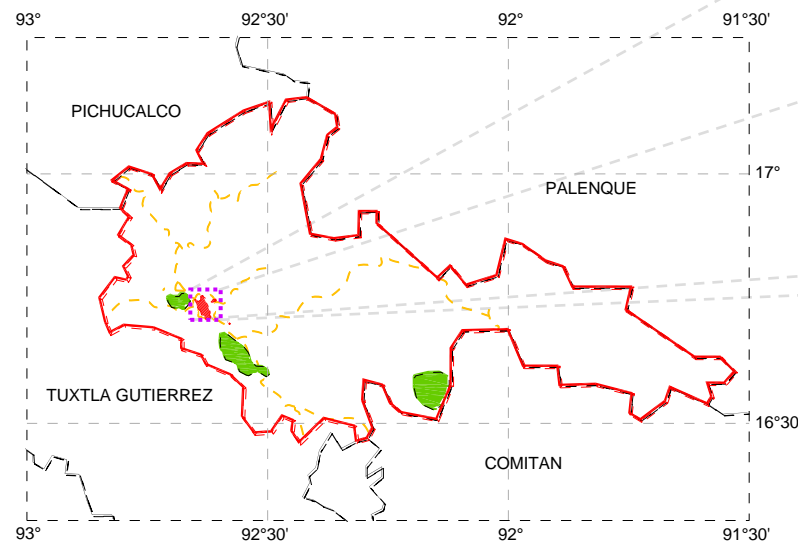 93°
92°30'
92°
91°30'
PICHUCALCO
17°
PALENQUE
TUXTLA GUTIERREZ
16°30
COMITAN
93°
92°30'
92°
91°30'